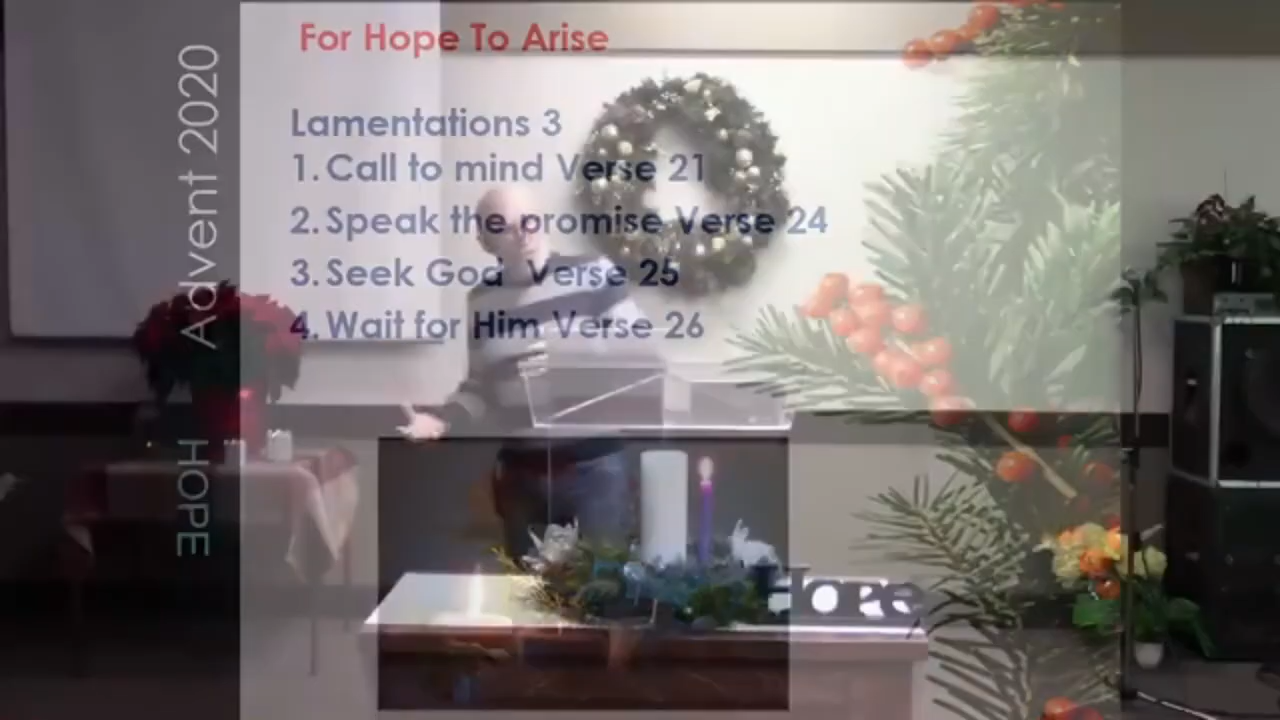 For Hope To Arise
Lamentations 3
1. Call to mind Verse 21
2. Speak the promise Verse 24
3. Seek God Verse 25
4. Wait for Him Verse 26
HOPE Advent 2020
Hope